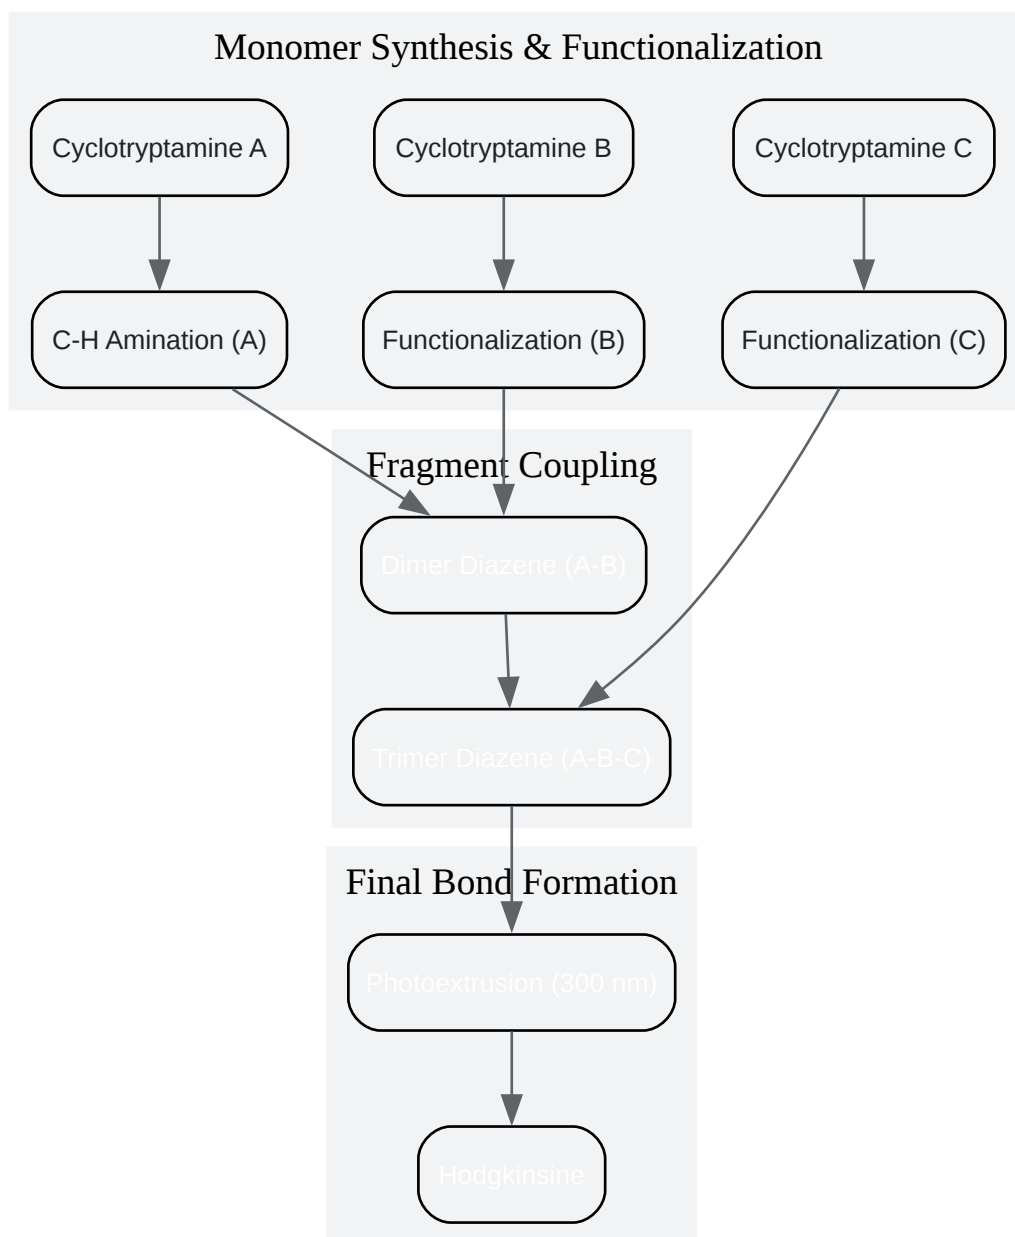 Monomer Synthesis & Functionalization
Cyclotryptamine A
Cyclotryptamine B
Cyclotryptamine C
C-H Amination (A)
Functionalization (B)
Functionalization (C)
Fragment Coupling
Dimer Diazene (A-B)
Trimer Diazene (A-B-C)
Final Bond Formation
Photoextrusion (300 nm)
Hodgkinsine